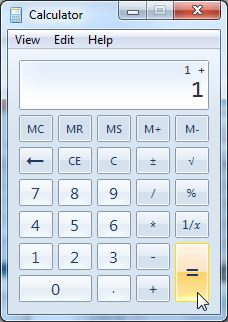 Calculator
View Edit Help
1 +
1
MC MR MS M+ M-
← CE C ± √
7 8 9 / %
4 5 6 * 1/x
1 2 3 - =
0 . +